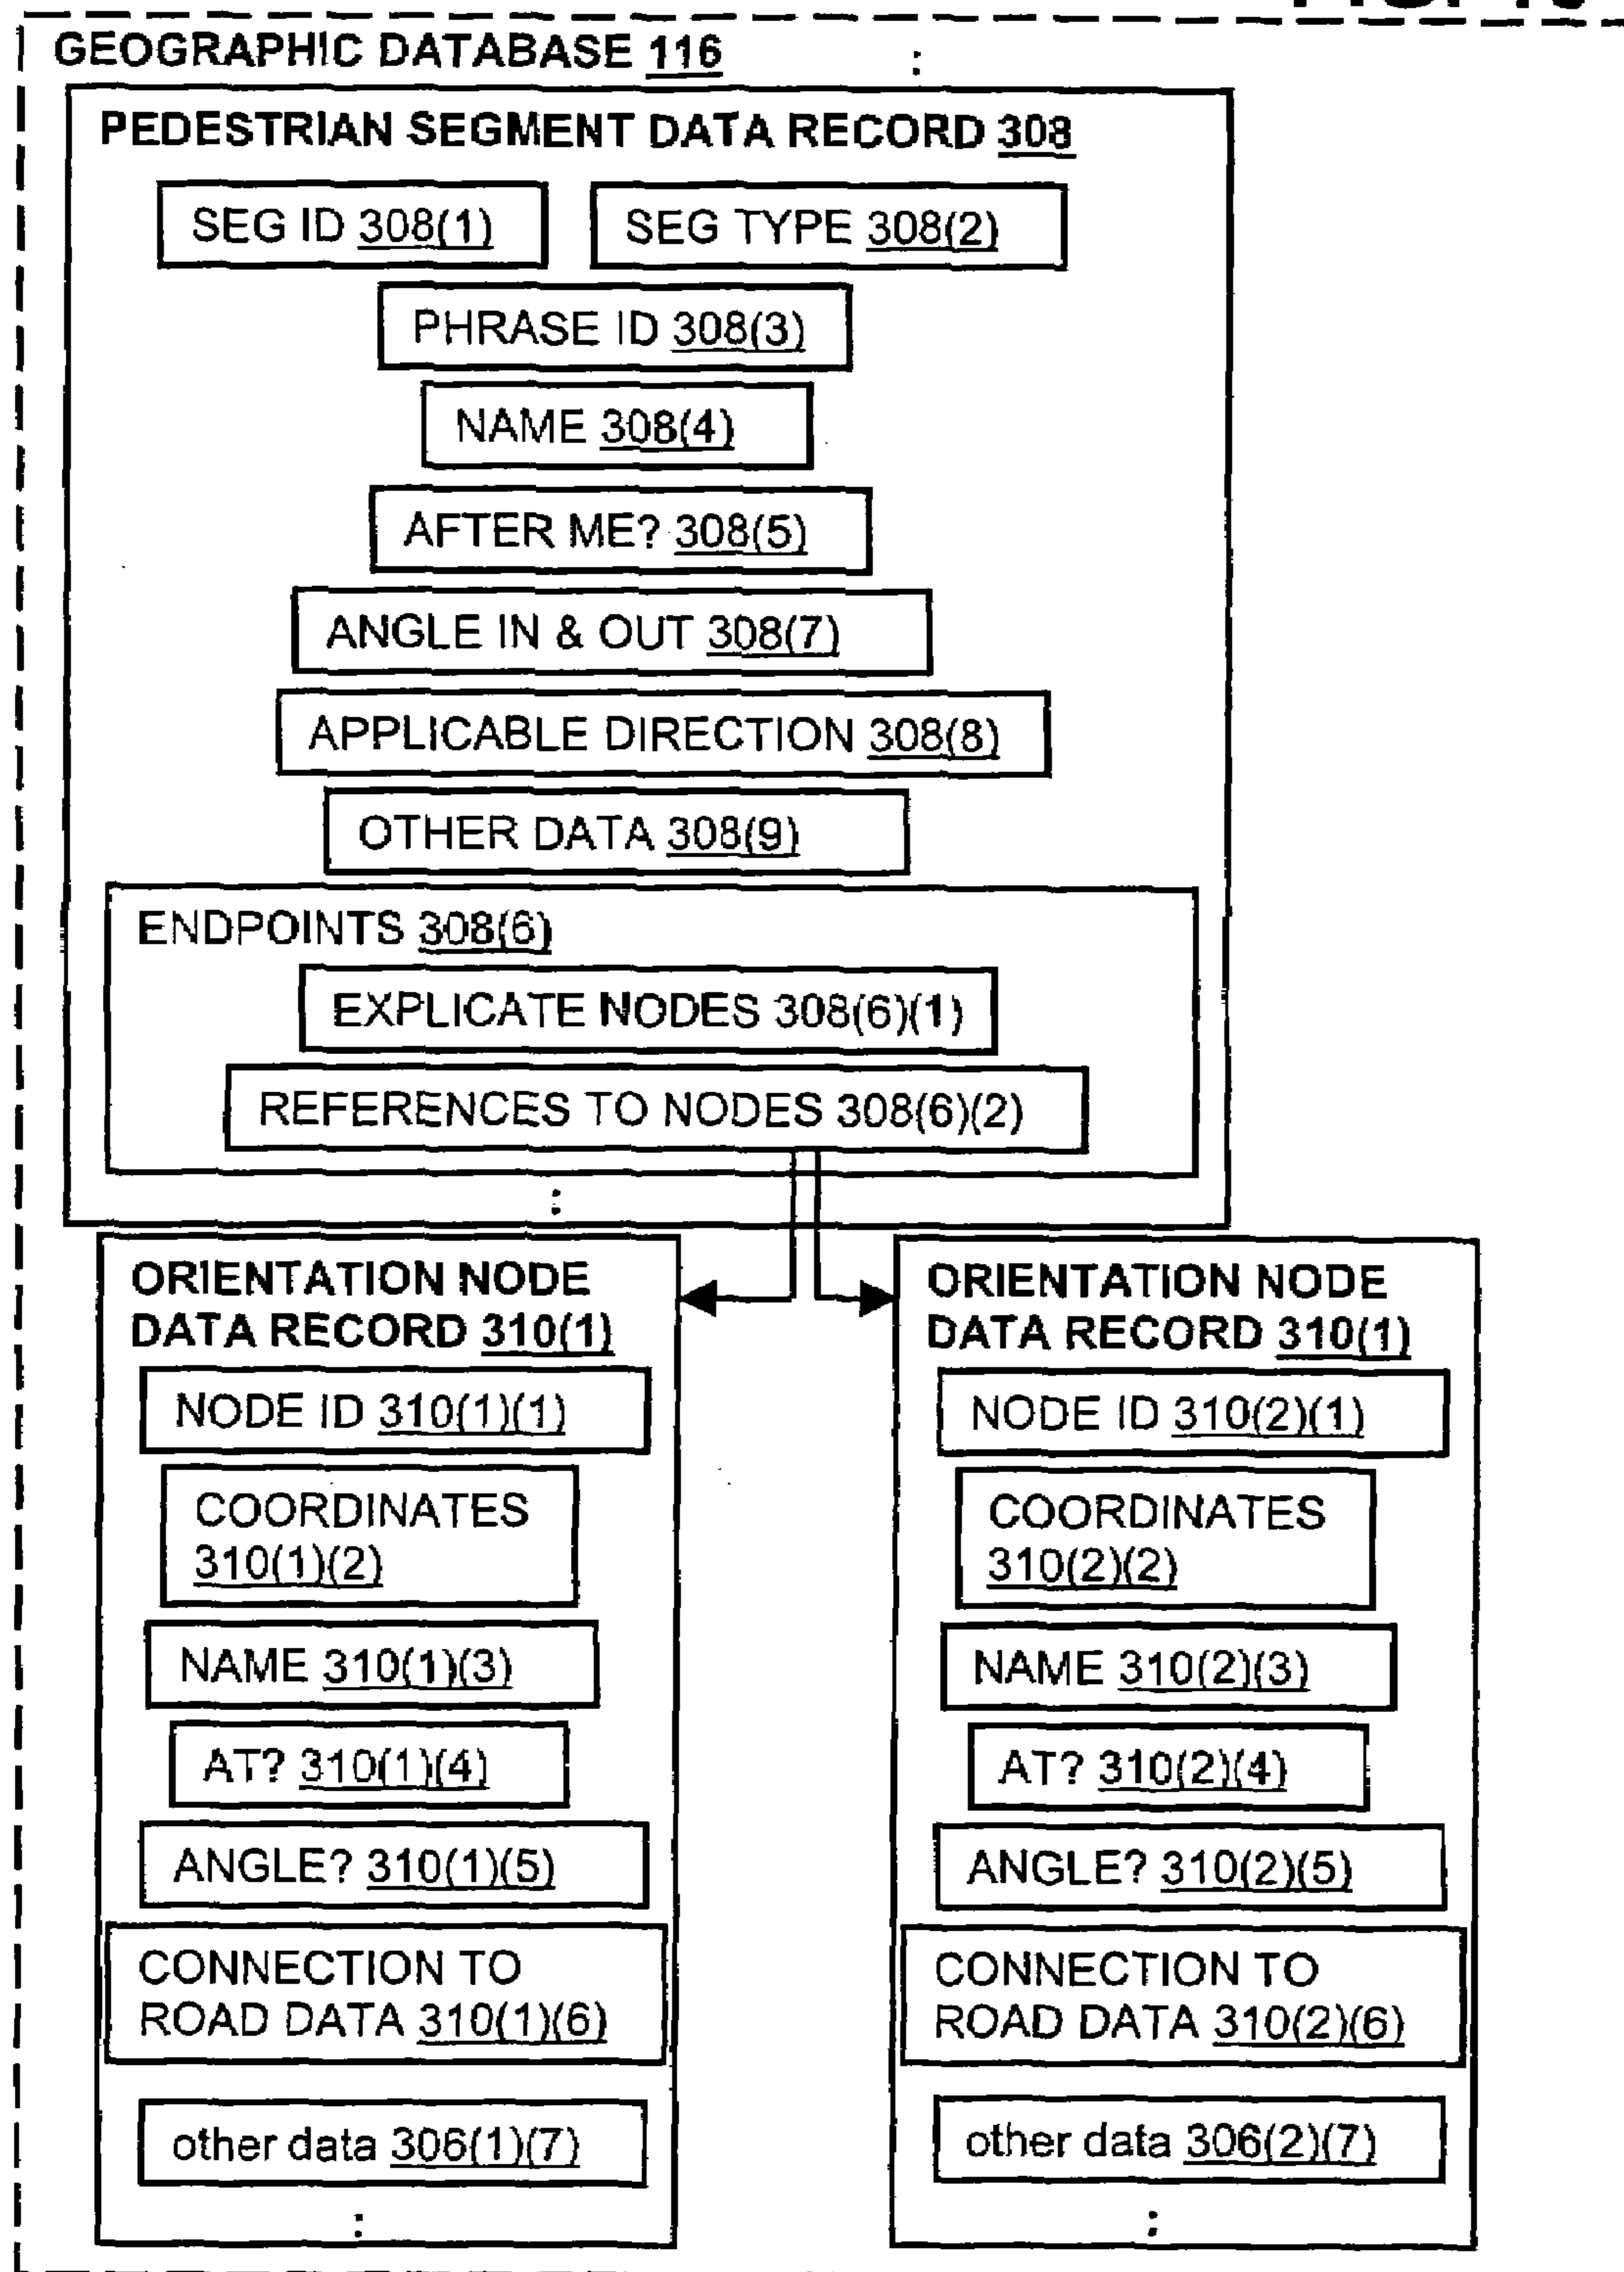 GEOGRAPHIC DATABASE 116
PEDESTRIAN SEGMENT DATA RECORD 308
SEG ID 308(1)
SEG TYPE 308(2)
PHRASE ID 308(3)
NAME 308(4)
AFTER ME? 308(5)
ANGLE IN & OUT 308(7)
APPLICABLE DIRECTION 308(8)
OTHER DATA 308(9)
ENDPOINTS 308(6)
EXPLICATE NODES 308(6)(1)
REFERENCES TO NODES 308(6)(2)
ORIENTATION NODE
DATA RECORD 310(1)
NODE ID 310(1)(1)
COORDINATES
310(1)(2)
NAME 310(1)(3)
AT? 310(1)(4)
ANGLE? 310(1)(5)
CONNECTION TO
ROAD DATA 310(1)(6)
other data 306(1)(7)
ORIENTATION NODE
DATA RECORD 310(1)
NODE ID 310(2)(1)
COORDINATES
310(2)(2)
NAME 310(2)(3)
AT? 310(2)(4)
ANGLE? 310(2)(5)
CONNECTION TO
ROAD DATA 310(2)(6)
other data 306(2)(7)